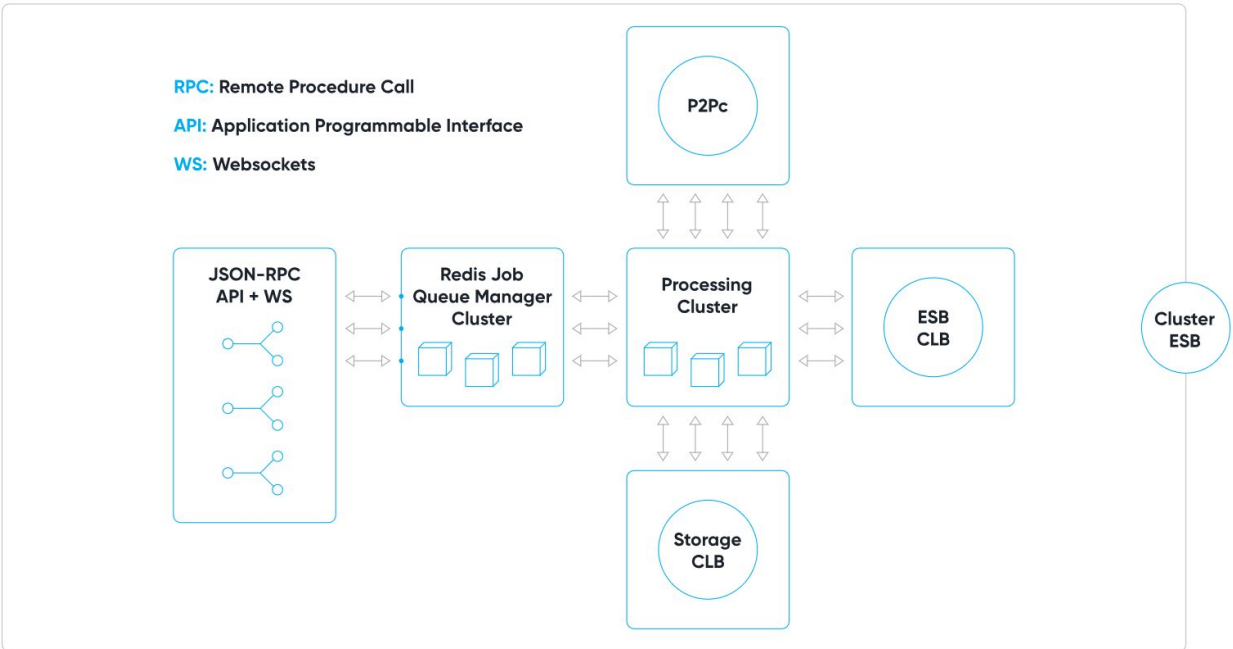 P2Pc
RPC: Remote Procedure Call
API: Application Programmable Interface
WS: Websockets
JSON-RPC
API + WS
Redis Job
Queue Manager
Cluster
Processing
Cluster
ESB
CLB
Cluster
ESB
Storage
CLB